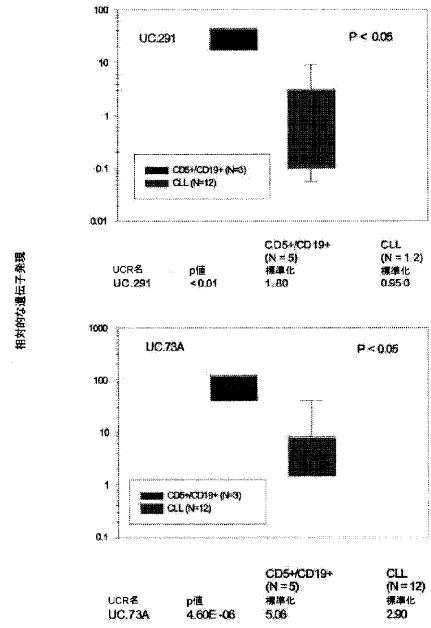 相対的な遺伝子発現
100
10
1
0.1
0.01
UC.291
P < 0.05
CD5+/CD19+ (N=3)
CLL (N=12)
CD5+/CD19+ CLL
(N = 5) (N = 1.2)
UCR名 p値 標準化 標準化
UC.291 <0.01 1.80
1000
100
10
1
0.1
UC.73A
P < 0.05
CD5+/CD19+ (N=3)
CLL (N=12)
CD5+/CD19+ CLL
(N = 5) (N = 12)
UCR名 p値 標準化 標準化
UC.73A 4.60E -06 5.06 2.90